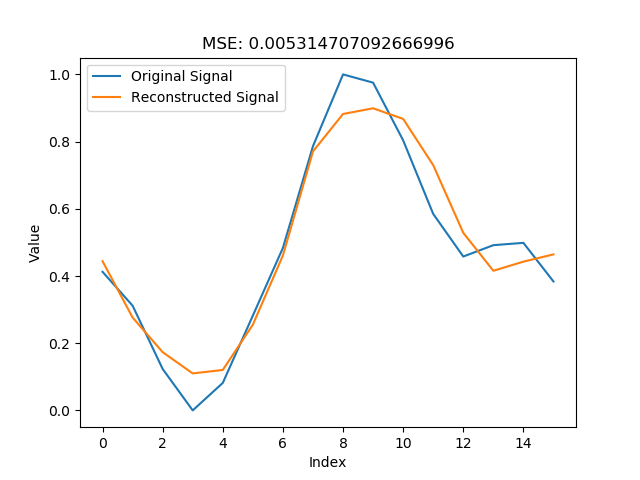 MSE: 0.005314707092666996
Original Signal
Reconstructed Signal
Value
1.0
0.8
0.6
0.4
0.2
0.0
0 2 4 6 8 10 12 14
Index